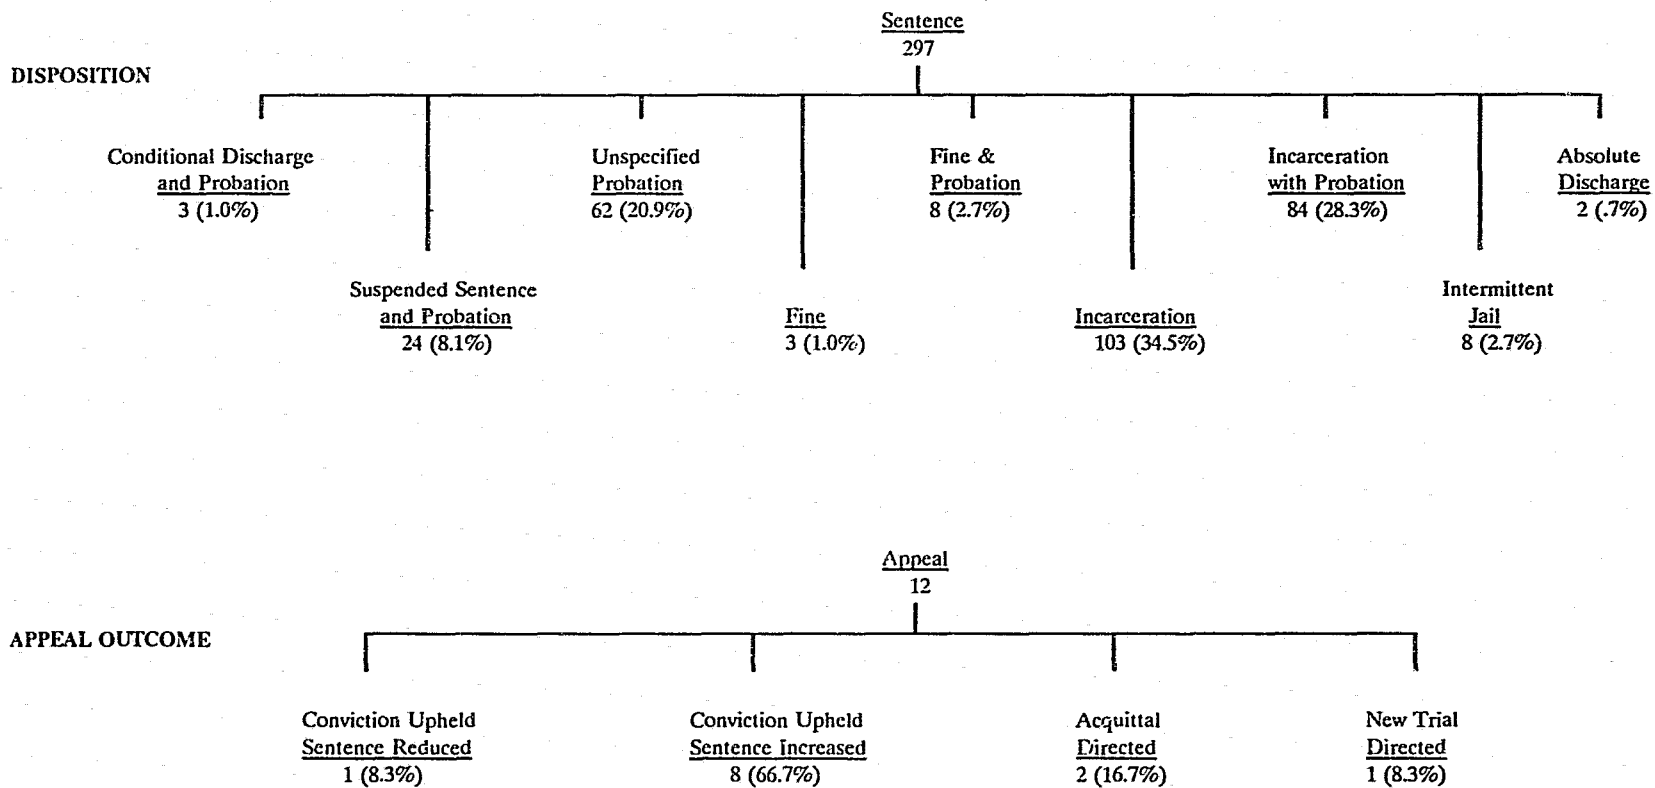 Sentence
297
DISPOSITION
Conditional Discharge
and Probation
3 (1.0%)
Unspecified
Probation
62 (20.9%)
Fine &
Probation
8 (2.7%)
Incarceration
with Probation
84 (28.3%)
Absolute
Discharge
2 (.7%)
Suspended Sentence
and Probation
24 (8.1%)
Fine
3 (1.0%)
Incarceration
103 (34.5%)
Intermittent
Jail
8 (2.7%)
Appeal
12
APPEAL OUTCOME
Conviction Upheld
Sentence Reduced
1 (8.3%)
Conviction Upheld
Sentence Increased
8 (66.7%)
Acquittal
Directed
2 (16.7%)
New Trial
Directed
1 (8.3%)